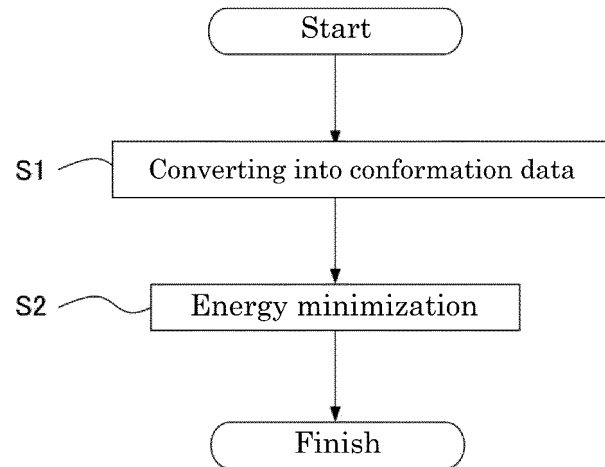 Start
S1
Converting into conformation data
S2
Energy minimization
Finish